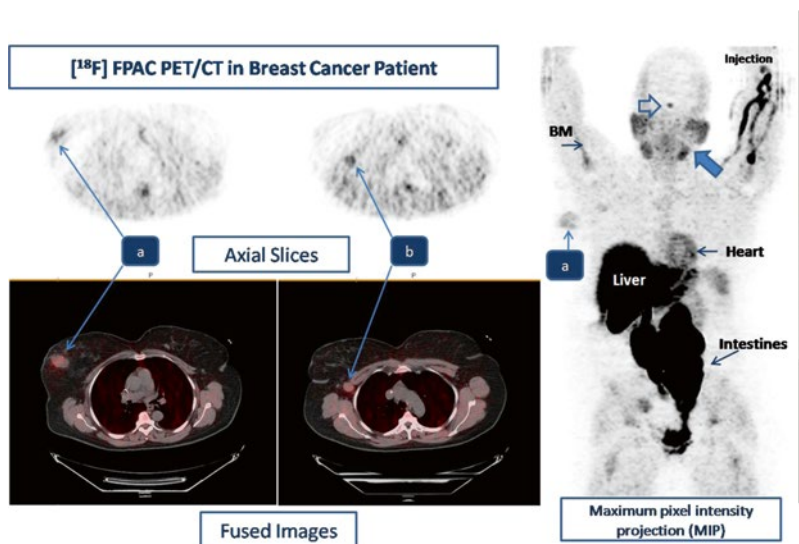 [¹⁸F] FPAC PET/CT in Breast Cancer Patient
a
Axial Slices
b
P
P
Fused Images
Injection
BM
a
Heart
Liver
Intestines
Maximum pixel intensity
projection (MIP)